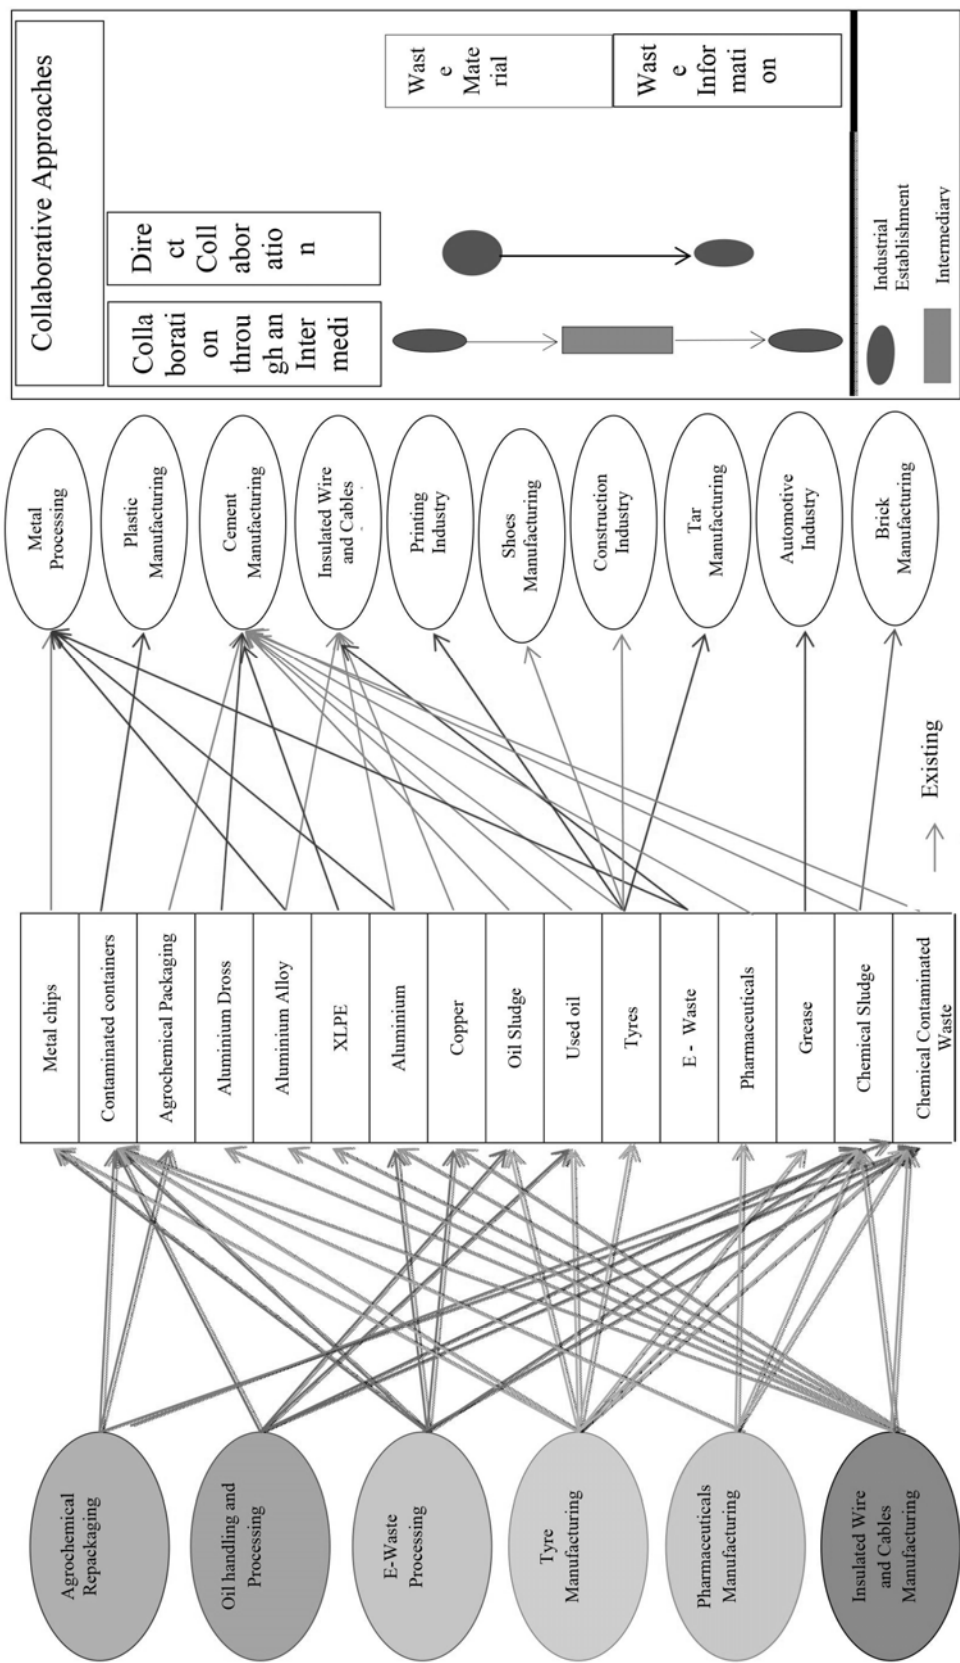 Agrochemical
Repackaging
Oil handling and
Processing
E-Waste
Processing
Tyre
Manufacturing
Pharmaceuticals
Manufacturing
Insulated Wire
and Cables
Manufacturing
Metal chips
Contaminated containers
Agrochemical Packaging
Aluminium Dross
Aluminium Alloy
XLPE
Aluminium
Copper
Oil Sludge
Used oil
Tyres
E - Waste
Pharmaceuticals
Grease
Chemical Sludge
Chemical Contaminated
Waste
Existing
Metal
Processing
Plastic
Manufacturing
Cement
Manufacturing
Insulated Wire
and Cables
Printing
Industry
Shoes
Manufacturing
Construction
Industry
Tar
Manufacturing
Automotive
Industry
Brick
Manufacturing
Collaborative Approaches
Colla
borati
on
throu
gh an
Inter
medi
Dire
ct
Coll
abor
atio
n
Wast
e
Mate
rial
Wast
e
Infor
mati
on
Industrial
Establishment
Intermediary